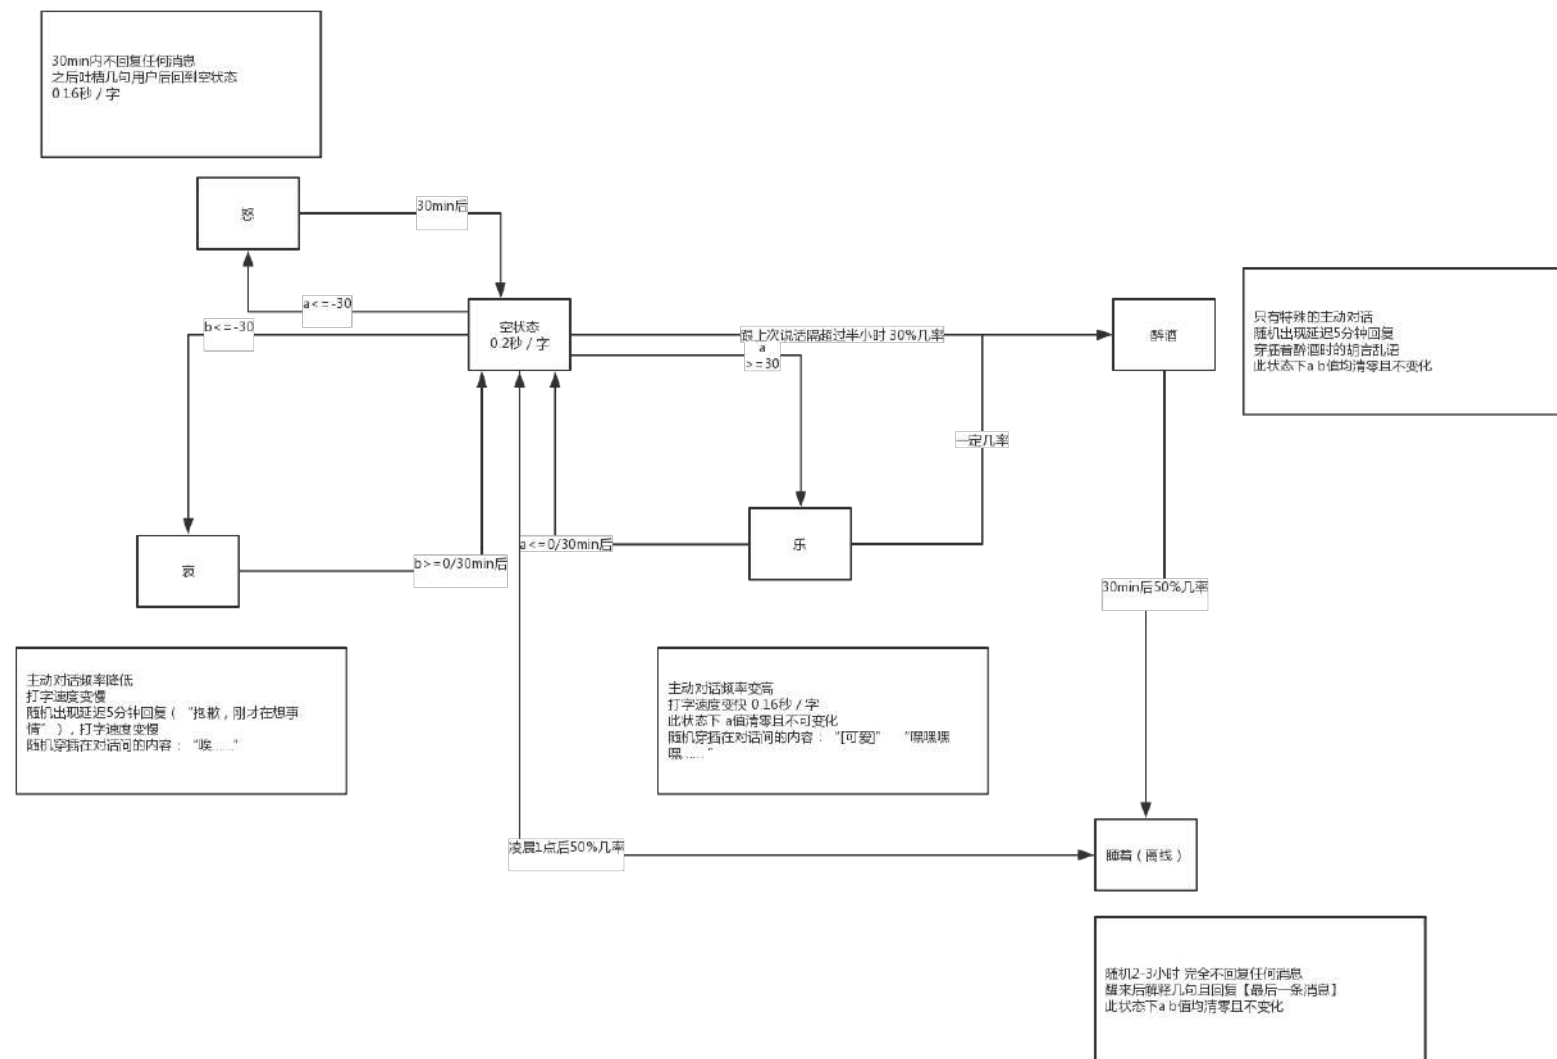 30min内不回复任何消息
之后吐槽几句用户后回到空状态
0.16秒 / 字
怒
30min后
a<=-30
b<=-30
空状态
0.2秒 / 字
跟上次说话隔超过半小时 30%几率
a
>=30
醉酒
只有特殊的主动对话
随机出现延迟5分钟回复
穿插着醉酒时的胡言乱语
此状态下a b值均清零且不变化
一定几率
哀
b>=0/30min后
a<=0/30min后
乐
30min后50%几率
主动对话频率降低
打字速度变慢
随机出现延迟5分钟回复（ “抱歉，刚才在想事
情” ），打字速度变慢
随机穿插在对话间的内容： “唉......”
主动对话频率变高
打字速度变快 0.16秒 / 字
此状态下 a值清零且不可变化
随机穿插在对话间的内容： “[可爱]” “嘿嘿嘿
嘿......”
凌晨1点后50%几率
睡着（离线）
随机2-3小时 完全不回复任何消息
醒来后解释几句且回复【最后一条消息】
此状态下a b值均清零且不变化